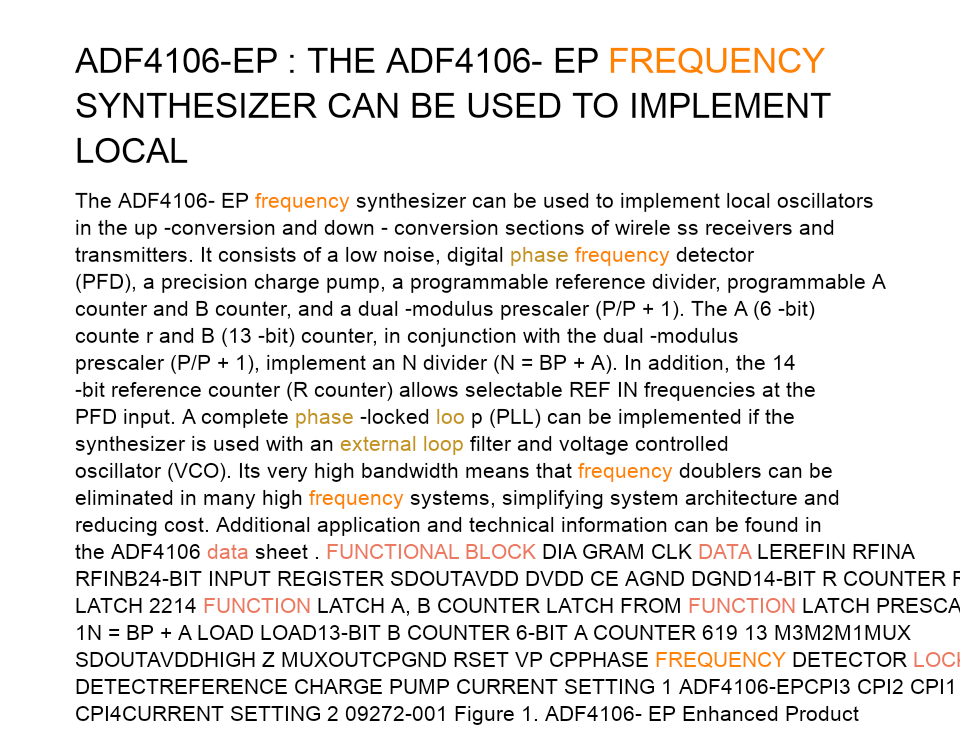 ADF4106-EP : THE ADF4106- EP FREQUENCY
SYNTHESIZER CAN BE USED TO IMPLEMENT
LOCAL
The ADF4106- EP frequency synthesizer can be used to implement local oscillators
in the up -conversion and down - conversion sections of wirele ss receivers and
transmitters. It consists of a low noise, digital phase frequency detector
(PFD), a precision charge pump, a programmable reference divider, programmable A
counter and B counter, and a dual -modulus prescaler (P/P + 1). The A (6 -bit)
counte r and B (13 -bit) counter, in conjunction with the dual -modulus
prescaler (P/P + 1), implement an N divider (N = BP + A). In addition, the 14
-bit reference counter (R counter) allows selectable REF IN frequencies at the
PFD input. A complete phase -locked loo p (PLL) can be implemented if the
synthesizer is used with an external loop filter and voltage controlled
oscillator (VCO). Its very high bandwidth means that frequency doublers can be
eliminated in many high frequency systems, simplifying system architecture and
reducing cost. Additional application and technical information can be found in
the ADF4106 data sheet . FUNCTIONAL BLOCK DIA GRAM CLK DATA LEREFIN RFINA
RFINB24-BIT INPUT REGISTER SDOUTAVDD DVDD CE AGND DGND14-BIT R COUNTER
LATCH 2214 FUNCTION LATCH A, B COUNTER LATCH FROM FUNCTION LATCH
1N = BP + A LOAD LOAD13-BIT B COUNTER 6-BIT A COUNTER 619 13 M3M2M1MUX
SDOUTAVDDHIGH Z MUXOUTCPGND RSET VP CPPHASE FREQUENCY DETECTOR
DETECTREFERENCE CHARGE PUMP CURRENT SETTING 1 ADF4106-EPCPI3 CPI2 CPI1
CPI4CURRENT SETTING 2 09272-001 Figure 1. ADF4106- EP Enhanced Product